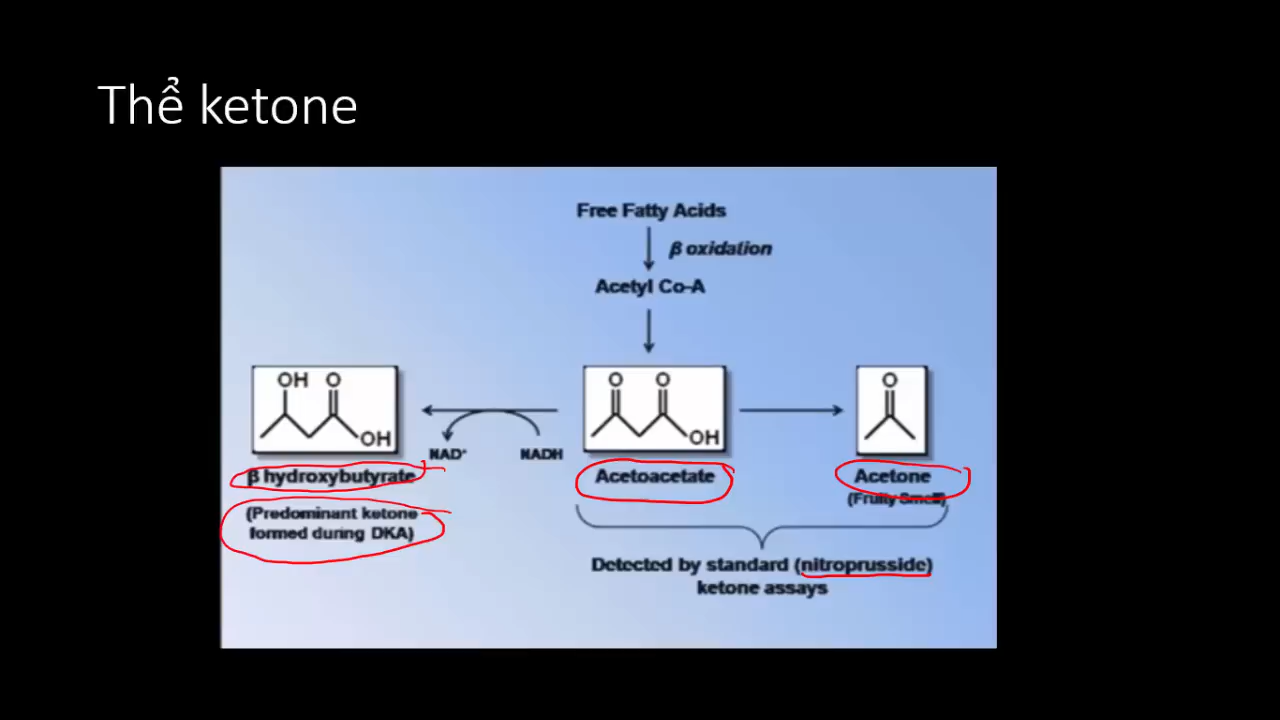 Thể ketone
Free Fatty Acids
β oxidation
Acetyl Co-A
OH O
OH
O O
OH
O
NAD⁺
NADH
β hydroxybutyrate
Acetoacetate
Acetone
(Fruity Smell)
(Predominant ketone
formed during DKA)
Detected by standard (nitroprusside)
ketone assays